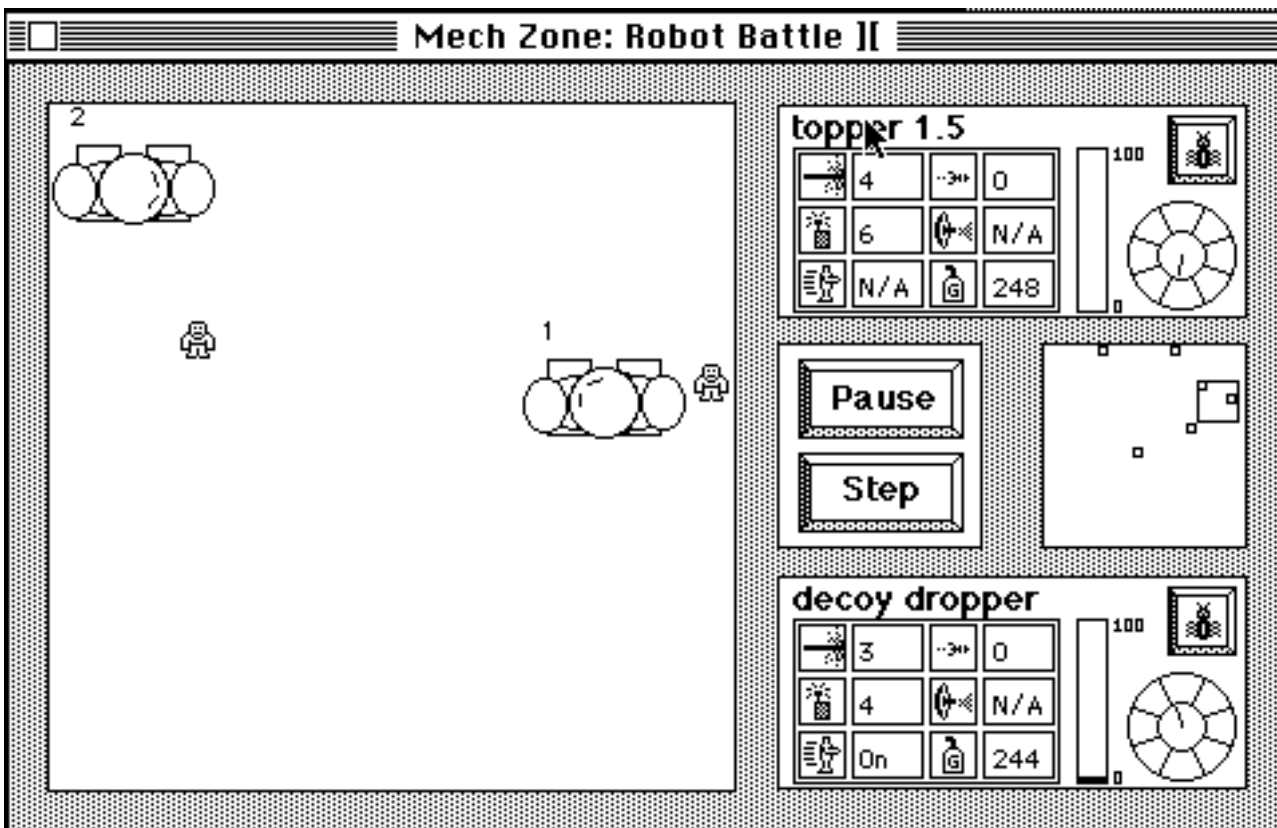 Mech Zone: Robot Battle ][
2
1
topper 1.5
100
4 0
6 N/A
N/A G 248
0
Pause
Step
decoy dropper
100
3 0
4 N/A
On G 244
0